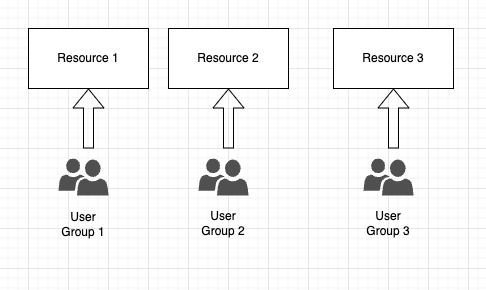 Resource 1
Resource 2
Resource 3
User
Group 1
User
Group 2
User
Group 3